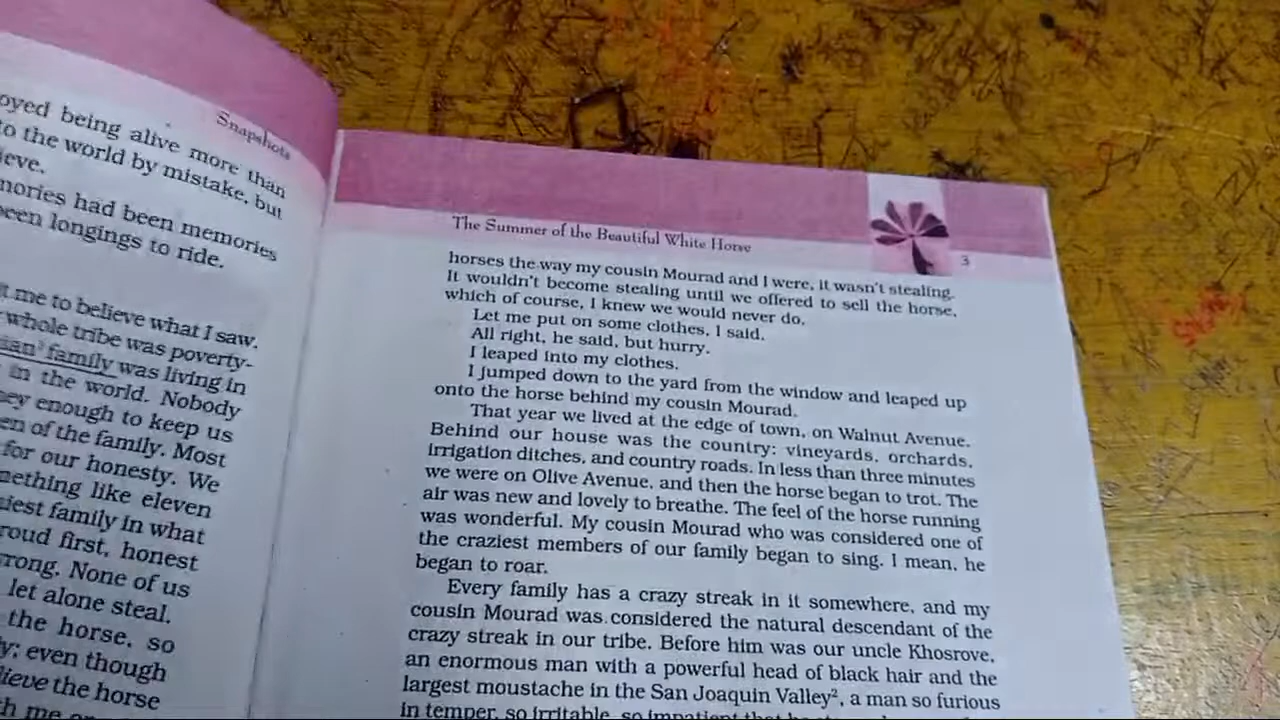 Snapshots
oyed being alive more than
to the world by mistake, but
ieve.
mories had been memories
been longings to ride.
t me to believe what I saw.
whole tribe was poverty-
ian³ family was living in
in the world. Nobody
ney enough to keep us
en of the family. Most
for our honesty. We
mething like eleven
iest family in what
roud first, honest
rong. None of us
let alone steal.
the horse, so
y; even though
lieve the horse
The Summer of the Beautiful White Horse
3
horses the way my cousin Mourad and I were, it wasn't stealing.
It wouldn't become stealing until we offered to sell the horse,
which of course, I knew we would never do.
Let me put on some clothes, I said.
All right, he said, but hurry.
I leaped into my clothes.
I jumped down to the yard from the window and leaped up
onto the horse behind my cousin Mourad.
That year we lived at the edge of town, on Walnut Avenue.
Behind our house was the country: vineyards, orchards,
irrigation ditches, and country roads. In less than three minutes
we were on Olive Avenue, and then the horse began to trot. The
air was new and lovely to breathe. The feel of the horse running
was wonderful. My cousin Mourad who was considered one of
the craziest members of our family began to sing. I mean, he
began to roar.
Every family has a crazy streak in it somewhere, and my
cousin Mourad was considered the natural descendant of the
crazy streak in our tribe. Before him was our uncle Khosrove,
an enormous man with a powerful head of black hair and the
largest moustache in the San Joaquin Valley², a man so furious
in temper, so irritable, so impatient that